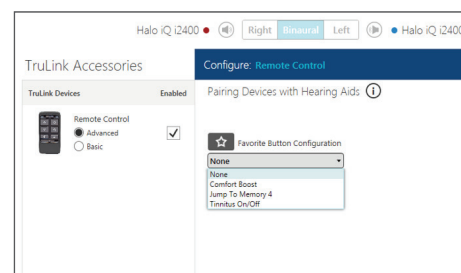 Halo iQ i2400 Right Binaural Left Halo iQ i2400
TruLink Accessories
Configure: Remote Control
TruLink Devices Enabled
Pairing Devices with Hearing Aids i
Remote Control
Advanced
Basic
Favorite Button Configuration
None
None
Comfort Boost
Jump To Memory 4
Tinnitus On/Off